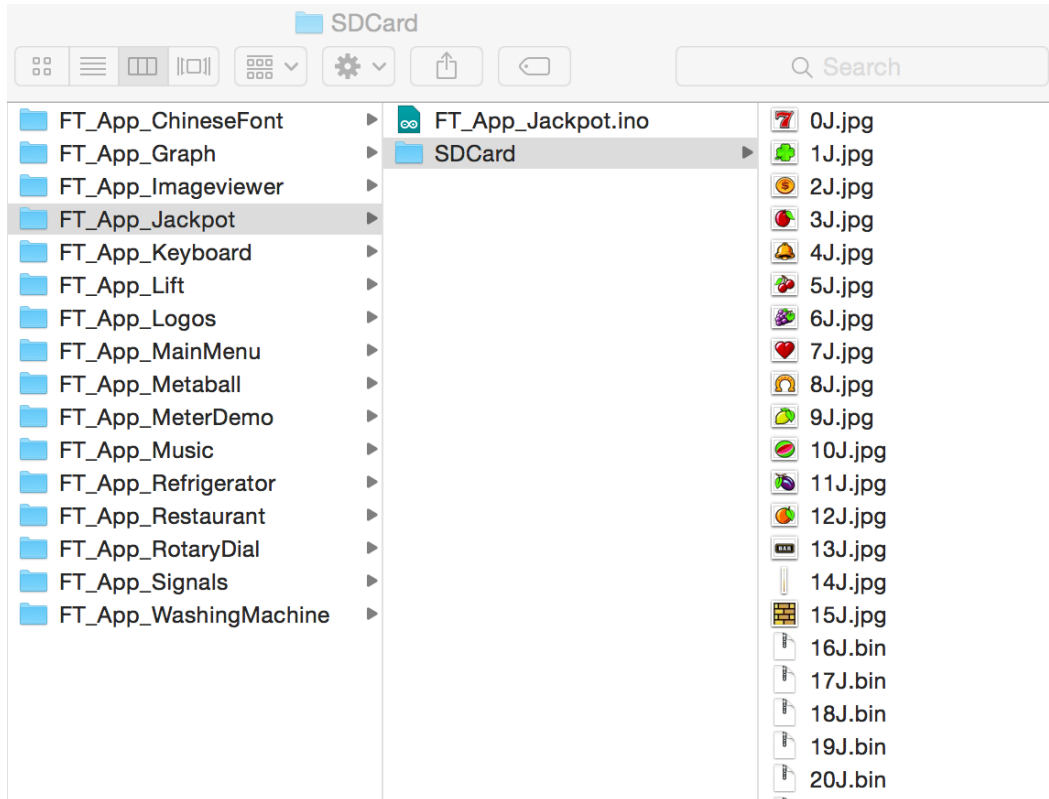 SDCard
Search
FT_App_ChineseFont
FT_App_Graph
FT_App_Imageviewer
FT_App_Jackpot
FT_App_Keyboard
FT_App_Lift
FT_App_Logos
FT_App_MainMenu
FT_App_Metaball
FT_App_MeterDemo
FT_App_Music
FT_App_Refrigerator
FT_App_Restaurant
FT_App_RotaryDial
FT_App_Signals
FT_App_WashingMachine
FT_App_Jackpot.ino
SDCard
0J.jpg
1J.jpg
2J.jpg
3J.jpg
4J.jpg
5J.jpg
6J.jpg
7J.jpg
8J.jpg
9J.jpg
10J.jpg
11J.jpg
12J.jpg
13J.jpg
14J.jpg
15J.jpg
16J.bin
17J.bin
18J.bin
19J.bin
20J.bin